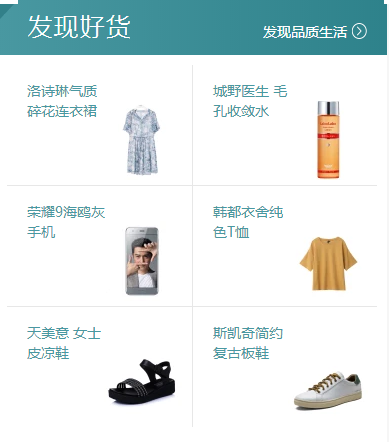 发现好货
发现品质生活
洛诗琳气质
碎花连衣裙
城野医生 毛
孔收敛水
荣耀9海鸥灰
手机
韩都衣舍纯
色T恤
天美意 女士
皮凉鞋
斯凯奇简约
复古板鞋